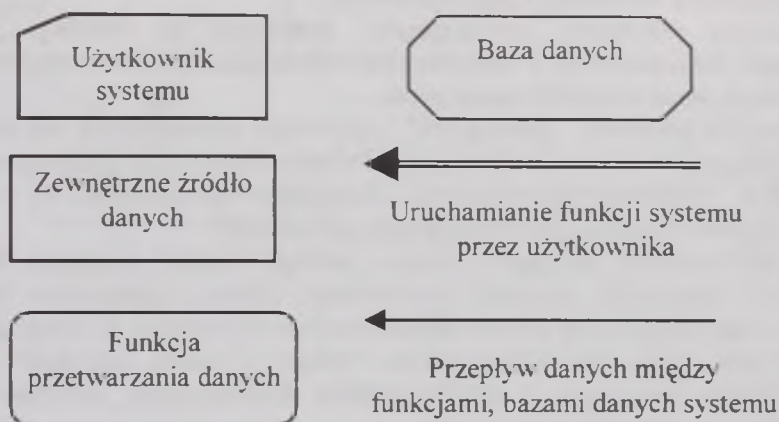 Użytkownik
systemu
Baza danych
Zewnętrzne źródło
danych
Uruchamianie funkcji systemu
przez użytkownika
Funkcja
przetwarzania danych
Przepływ danych między
funkcjami, bazami danych systemu